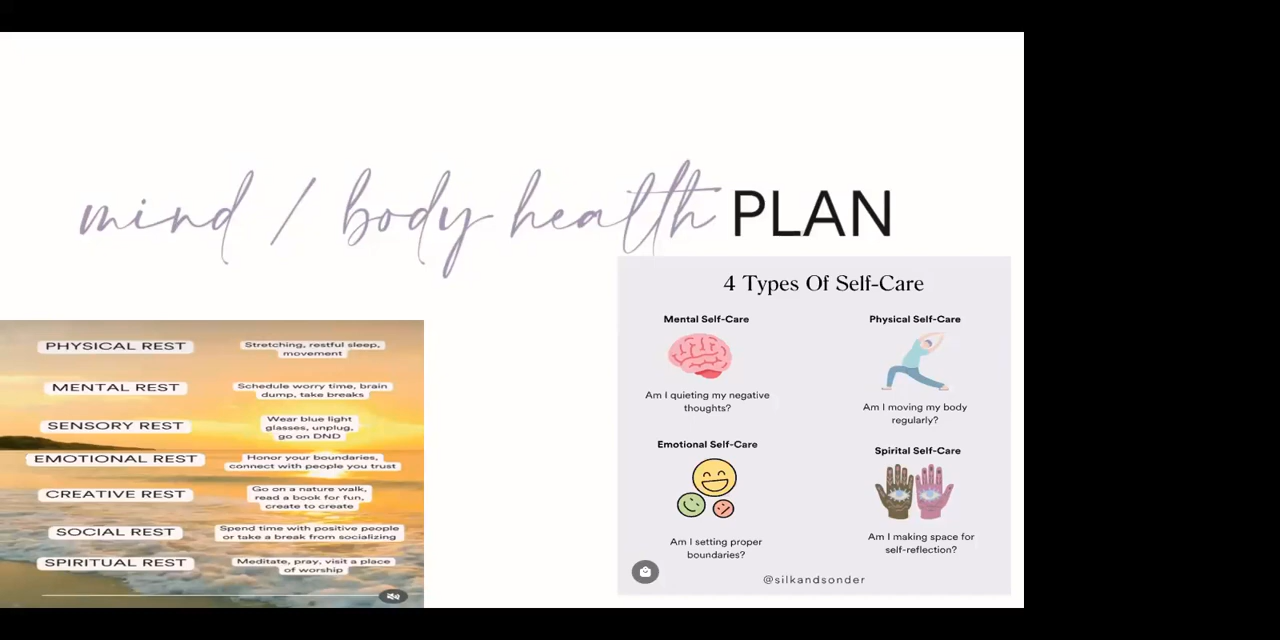 mind / body health PLAN
PHYSICAL REST
Stretching, restful sleep,
movement
MENTAL REST
Schedule worry time, brain
dump, take breaks
SENSORY REST
Wear blue light
glasses, unplug,
go on DND
EMOTIONAL REST
Honor your boundaries,
connect with people you trust
CREATIVE REST
Go on a nature walk,
read a book for fun,
create to create
SOCIAL REST
Spend time with positive people
or take a break from socializing
SPIRITUAL REST
Meditate, pray, visit a place
of worship
4 Types Of Self-Care
Mental Self-Care
Am I quieting my negative
thoughts?
Physical Self-Care
Am I moving my body
regularly?
Emotional Self-Care
Am I setting proper
boundaries?
Spirital Self-Care
Am I making space for
self-reflection?
@silkandsonder